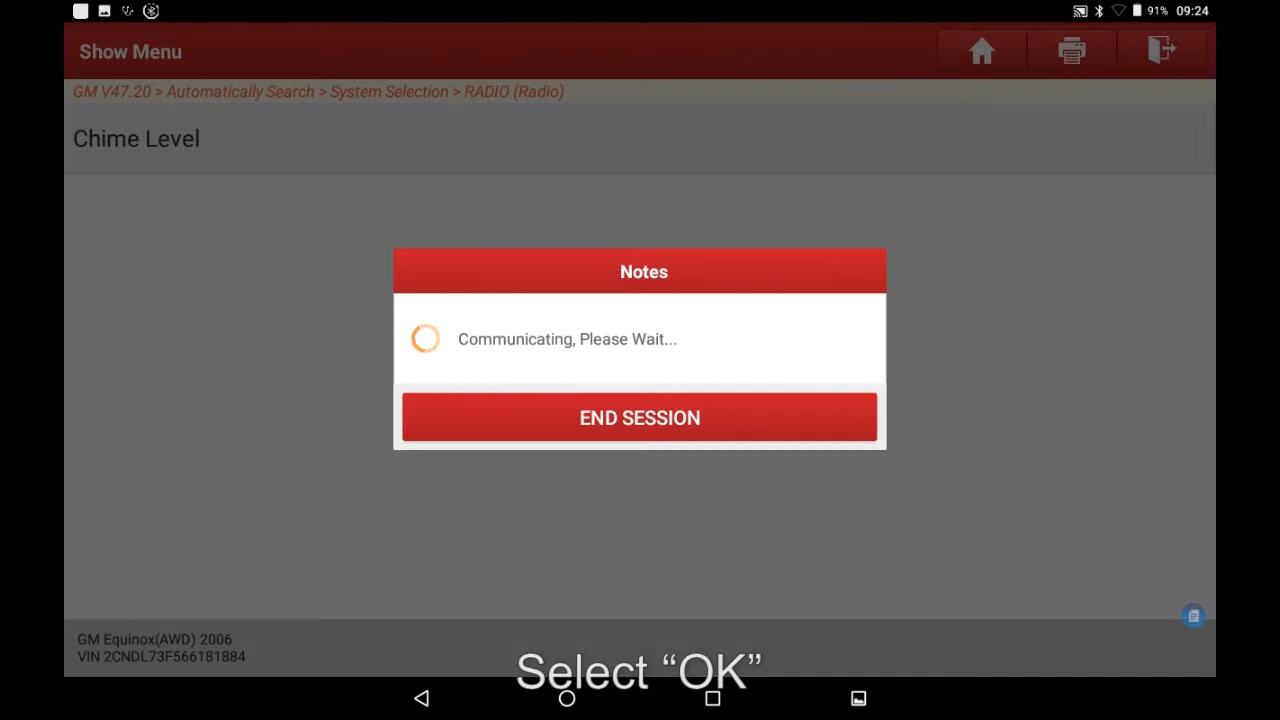 91% 09:24
Show Menu
GM V47.20 > Automatically Search > System Selection > RADIO (Radio)
Chime Level
Notes
Communicating, Please Wait...
END SESSION
GM Equinox(AWD) 2006
VIN 2CNDL73F566181884
Select “OK”